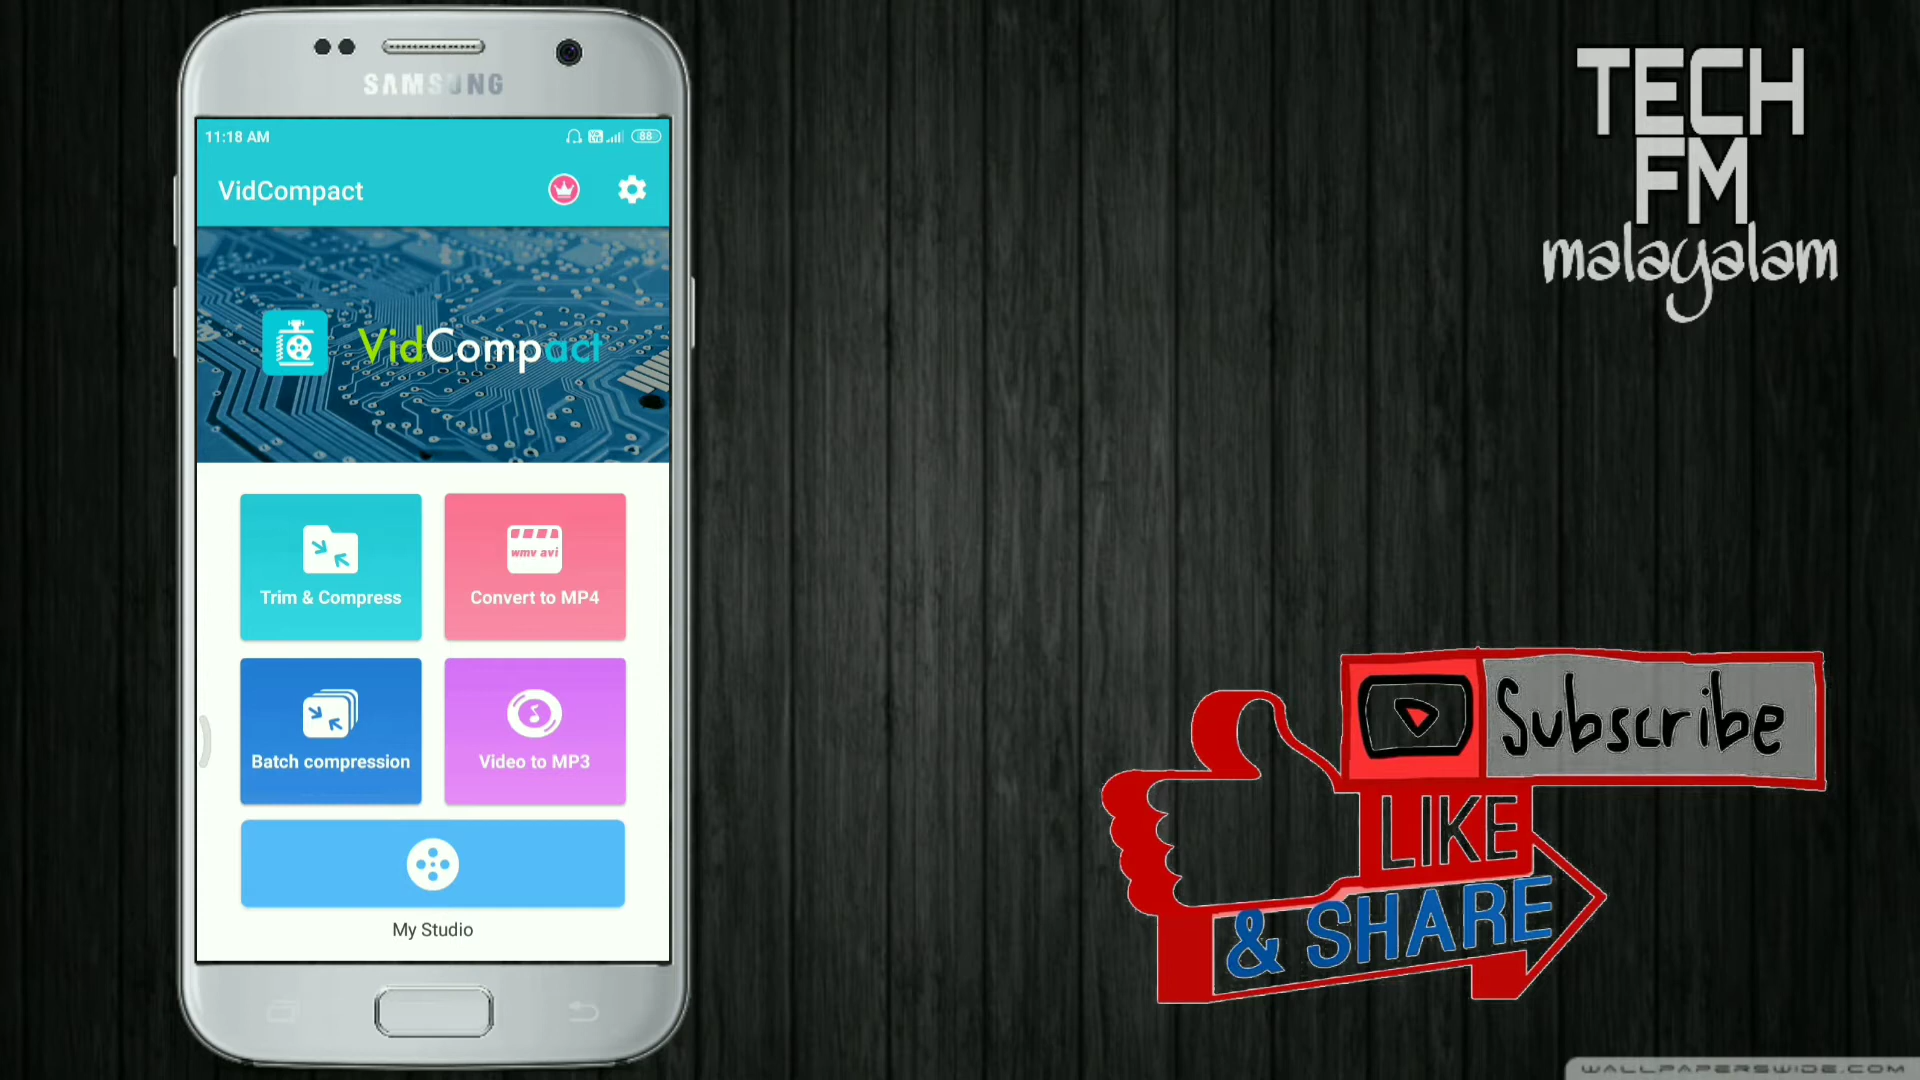 SAMSUNG
11:18 AM
88
VidCompact
VidCompact
wmv avi
Trim & Compress
Convert to MP4
Batch compression
Video to MP3
My Studio
TECH
FM
malayalam
Subscribe
LIKE
& SHARE
WALLPAPERSWIDE.COM